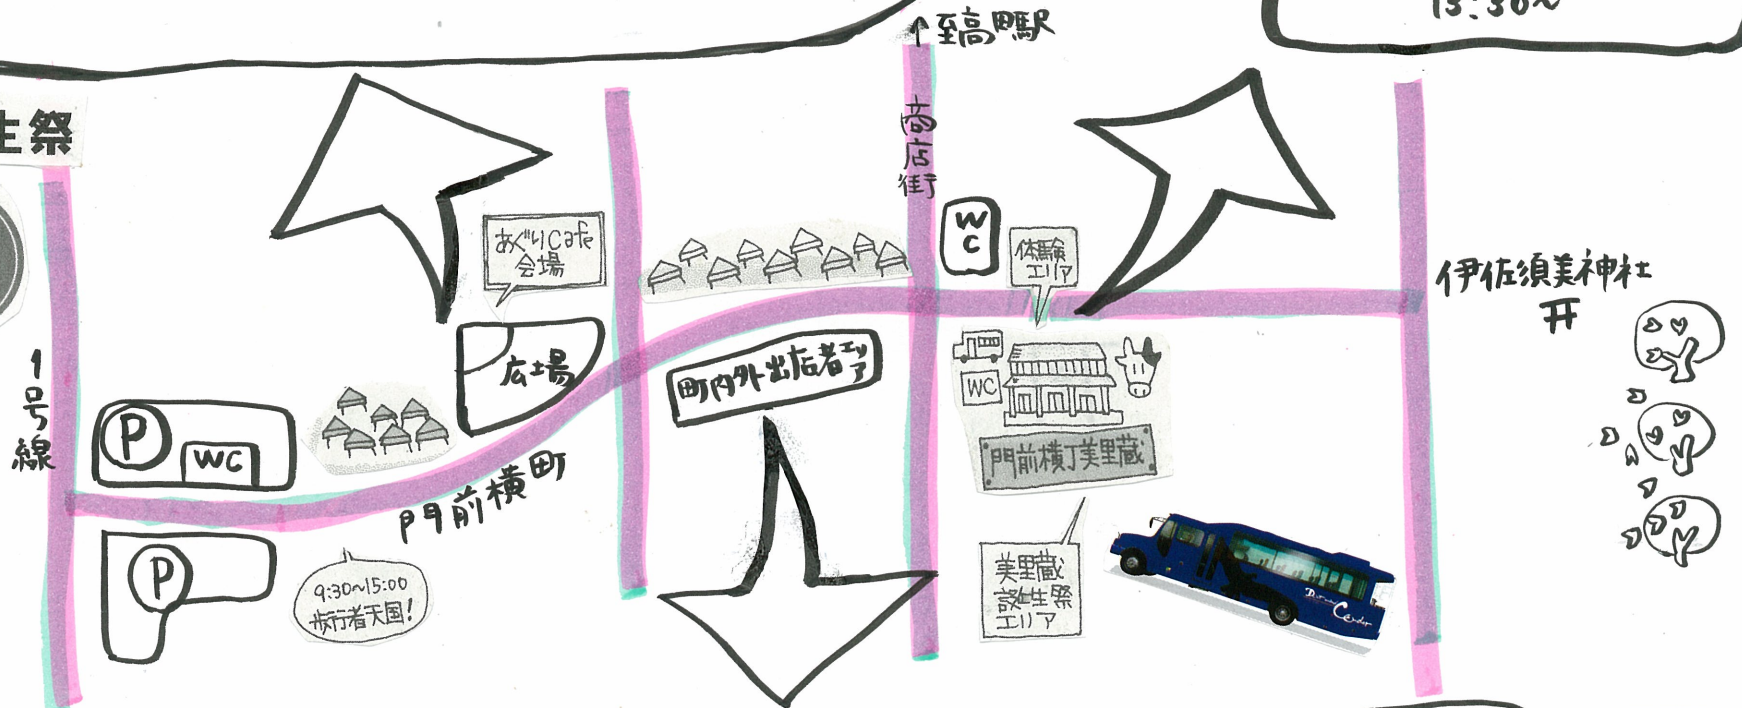 15:30~
↑至高田駅
生祭
商店街
WC
あぐりCafe
会場
体験
エリア
伊佐須美神社
1号線
広場
町内外出店者エリア
P
WC
WC
門前横丁美里蔵
門前横町
P
9:30~15:00
歩行者天国!
美里蔵
誕生祭
エリア